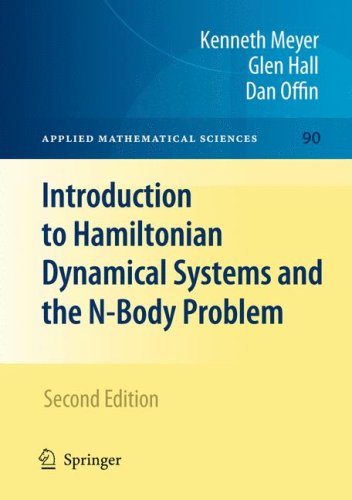 Kenneth Meyer
Glen Hall
Dan Offin
APPLIED MATHEMATICAL SCIENCES 90
Introduction
to Hamiltonian
Dynamical Systems and
the N-Body Problem
Second Edition
Springer